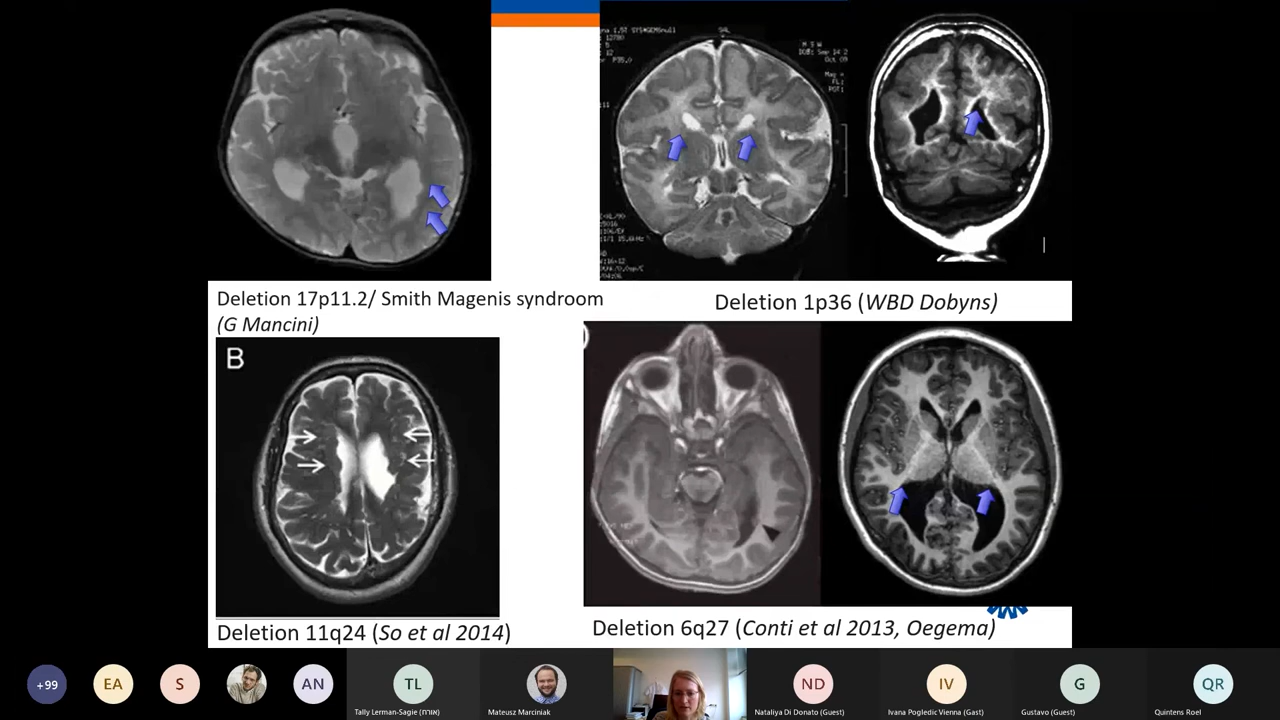 Deletion 17p11.2/ Smith Magenis syndroom
(G Mancini)
Deletion 1p36 (WBD Dobyns)
B
Deletion 11q24 (So et al 2014)
Deletion 6q27 (Conti et al 2013, Oegema)
+99
EA
S
AN
TL
Tally Lerman-Sagie (אורח)
Mateusz Marciniak
ND
Nataliya Di Donato (Guest)
IV
Ivana Pogledic Vienna (Gast)
G
Gustavo (Guest)
QR
Quintens Roel